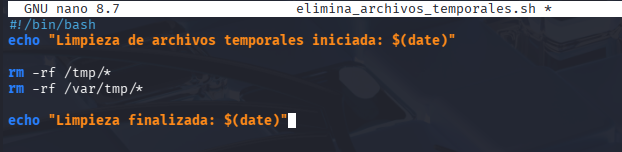 GNU nano 8.7 elimina_archivos_temporales.sh *
#!/bin/bash
echo "Limpieza de archivos temporales iniciada: $(date)"
rm -rf /tmp/*
rm -rf /var/tmp/*
echo "Limpieza finalizada: $(date)"